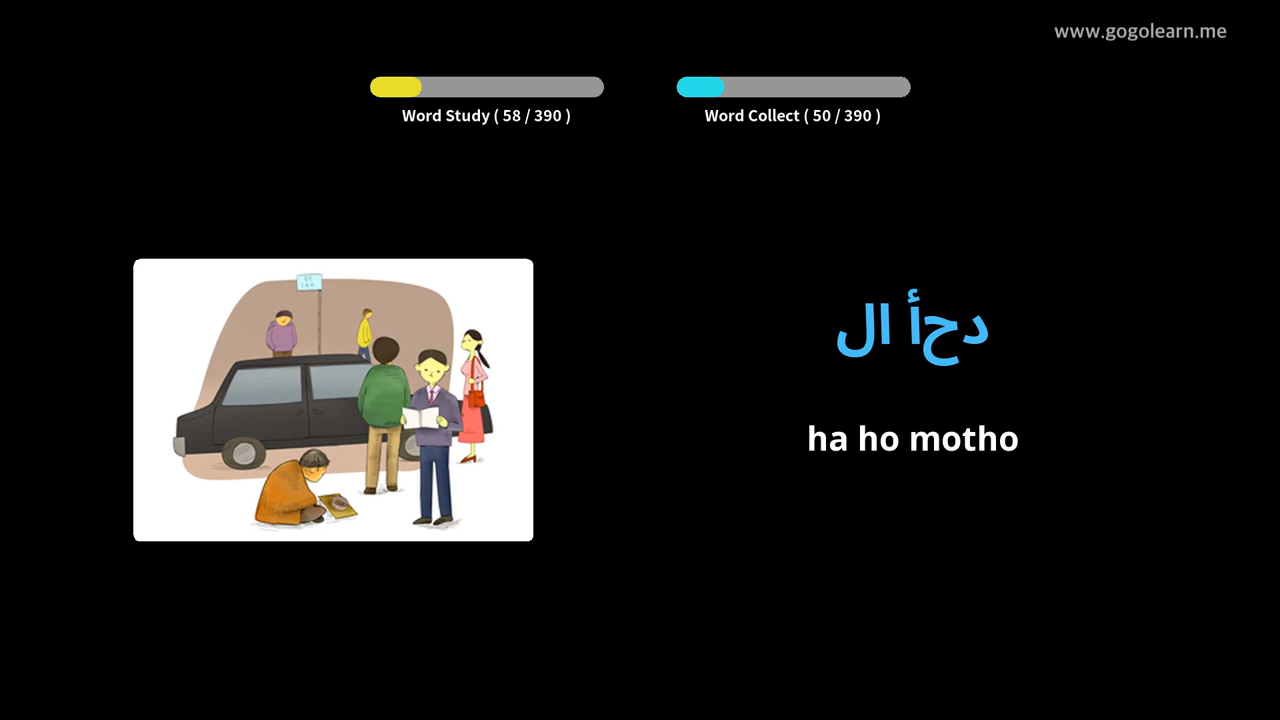 www.gogolearn.me
Word Study ( 58 / 390 )
Word Collect ( 50 / 390 )
دحأ ال
ha ho motho